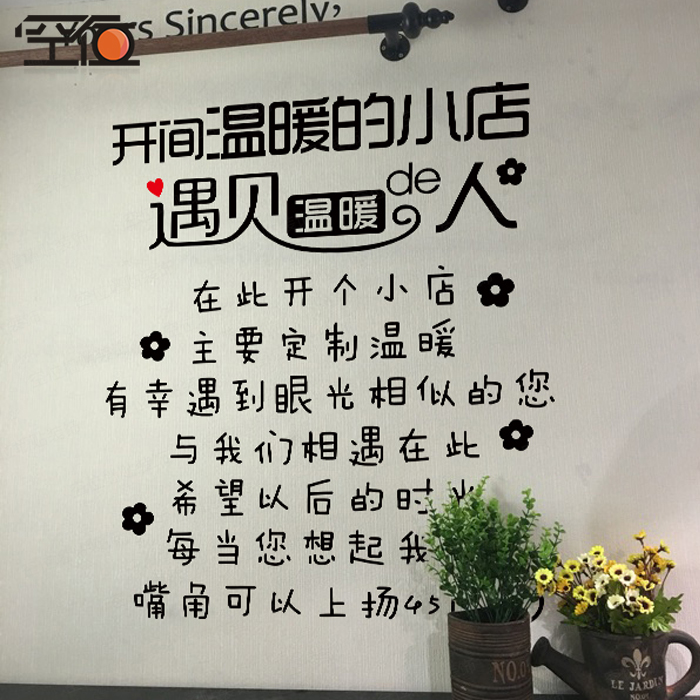 空间
s Sincerely,
开间温暖的小店
遇见温暖de人
在此开个小店
主要定制温暖
有幸遇到眼光相似的您
与我们相遇在此
希望以后的时光
每当您想起我
嘴角可以上扬45
NO.
LE JARDIN